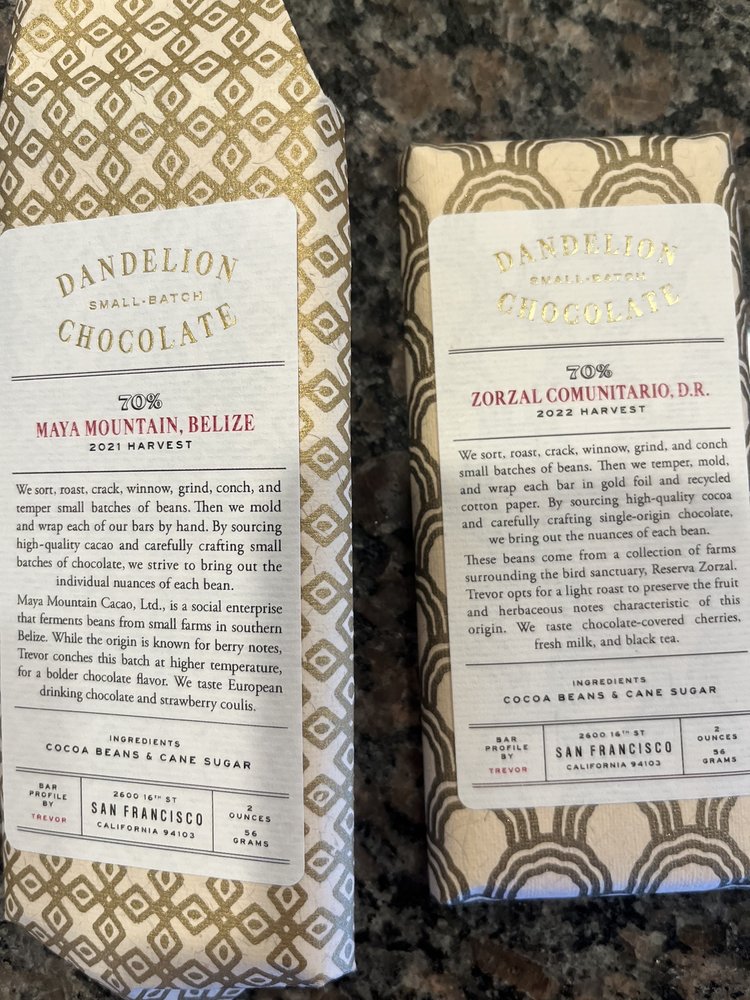 DANDELION
SMALL-BATCH
CHOCOLATE
70%
MAYA MOUNTAIN, BELIZE
2021 HARVEST
We sort, roast, crack, winnow, grind, conch, and
temper small batches of beans. Then we mold
and wrap each of our bars by hand. By sourcing
high-quality cacao and carefully crafting small
batches of chocolate, we strive to bring out the
individual nuances of each bean.
Maya Mountain Cacao, Ltd., is a social enterprise
that ferments beans from small farms in southern
Belize. While the origin is known for berry notes,
Trevor conches this batch at higher temperature,
for a bolder chocolate flavor. We taste European
drinking chocolate and strawberry coulis.
INGREDIENTS
COCOA BEANS & CANE SUGAR
BAR
PROFILE
BY
TREVOR
2600 16TH ST
SAN FRANCISCO
CALIFORNIA 94103
2
OUNCES
56
GRAMS
DANDELION
SMALL-BATCH
CHOCOLATE
70%
ZORZAL COMUNITARIO, D.R.
2022 HARVEST
We sort, roast, crack, winnow, grind, and conch
small batches of beans. Then we temper, mold,
and wrap each bar in gold foil and recycled
cotton paper. By sourcing high-quality cocoa
and carefully crafting single-origin chocolate,
we bring out the nuances of each bean.
These beans come from a collection of farms
surrounding the bird sanctuary, Reserva Zorzal.
Trevor opts for a light roast to preserve the fruit
and herbaceous notes characteristic of this
origin. We taste chocolate-covered cherries,
fresh milk, and black tea.
INGREDIENTS
COCOA BEANS & CANE SUGAR
BAR
PROFILE
BY
TREVOR
2600 16TH ST
SAN FRANCISCO
CALIFORNIA 94103
2
OUNCES
56
GRAMS